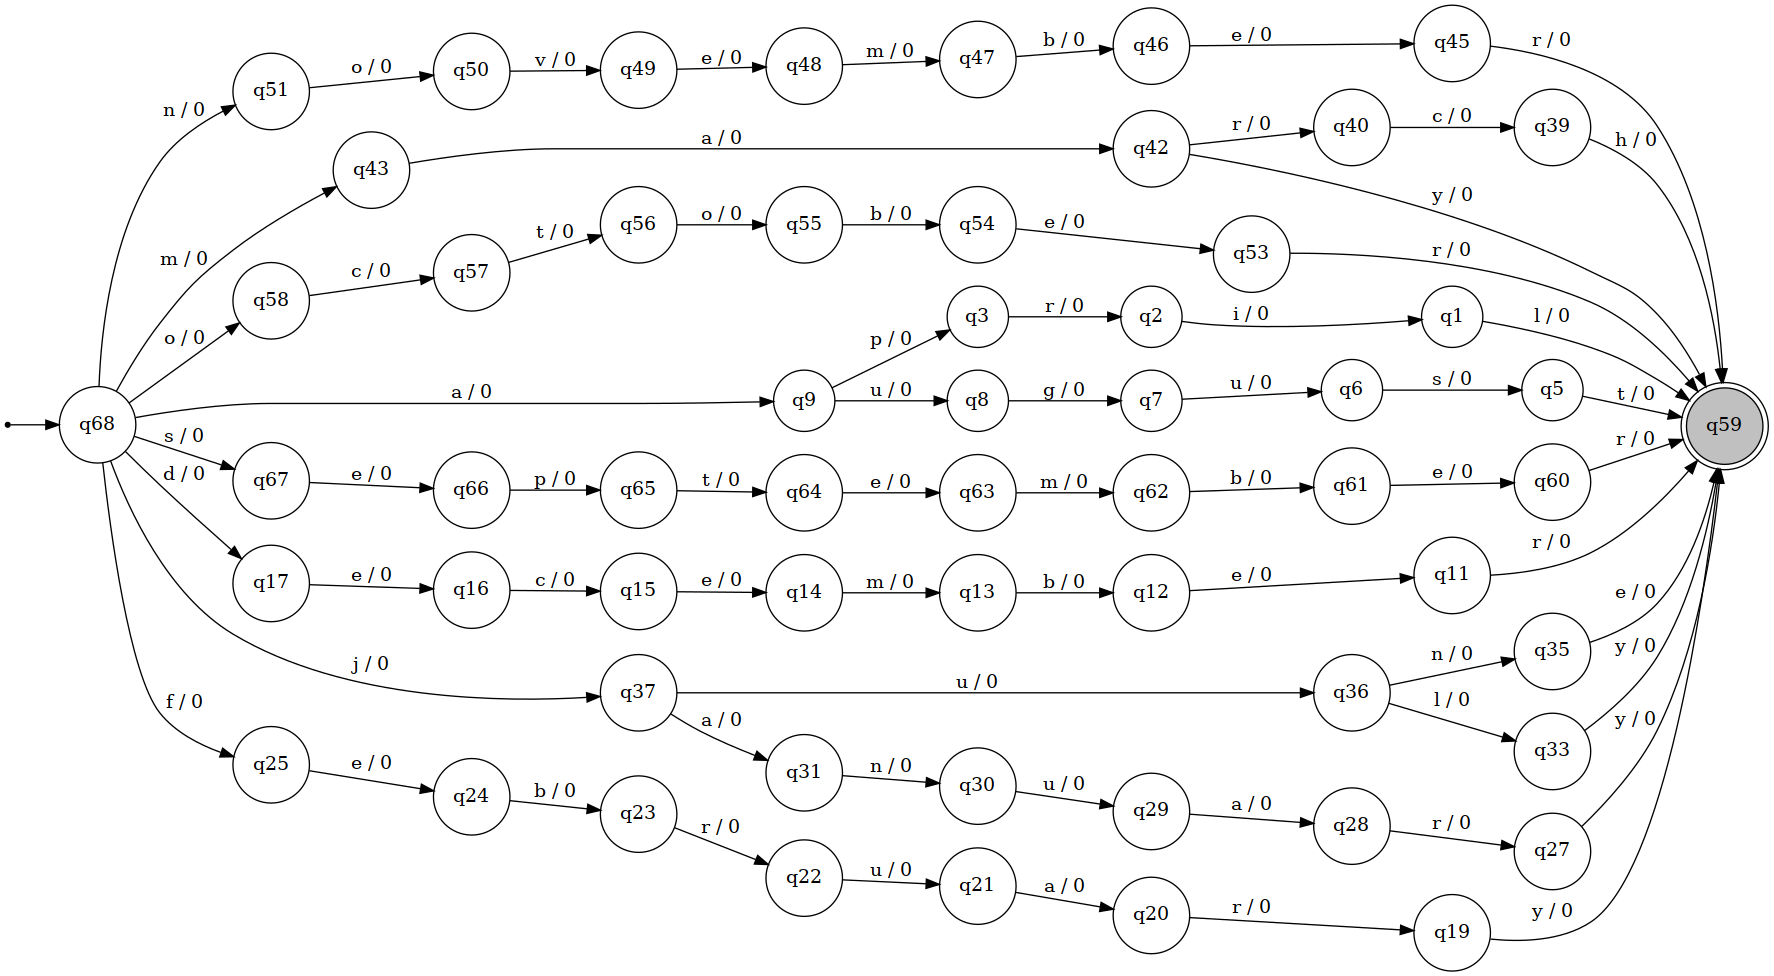 n / 0 q51 o / 0 q50 v / 0 q49 e / 0 q48 m / 0 q47 b / 0 q46 e / 0 q45 r / 0
m / 0 q43 a / 0 q42 r / 0 q40 c / 0 q39 h / 0
y / 0
o / 0 q58 c / 0 q57 t / 0 q56 o / 0 q55 b / 0 q54 e / 0 q53 r / 0
q68 a / 0 q9 p / 0 q3 r / 0 q2 i / 0 q1 l / 0
u / 0 q8 g / 0 q7 u / 0 q6 s / 0 q5 t / 0 q59
s / 0 q67 e / 0 q66 p / 0 q65 t / 0 q64 e / 0 q63 m / 0 q62 b / 0 q61 e / 0 q60 r / 0
d / 0 q17 e / 0 q16 c / 0 q15 e / 0 q14 m / 0 q13 b / 0 q12 e / 0 q11 r / 0
j / 0 q37 u / 0 q36 n / 0 q35 e / 0
l / 0 q33 y / 0
a / 0 q31 n / 0 q30 u / 0 q29 a / 0 q28 r / 0 q27 y / 0
f / 0 q25 e / 0 q24 b / 0 q23 r / 0 q22 u / 0 q21 a / 0 q20 r / 0 q19 y / 0